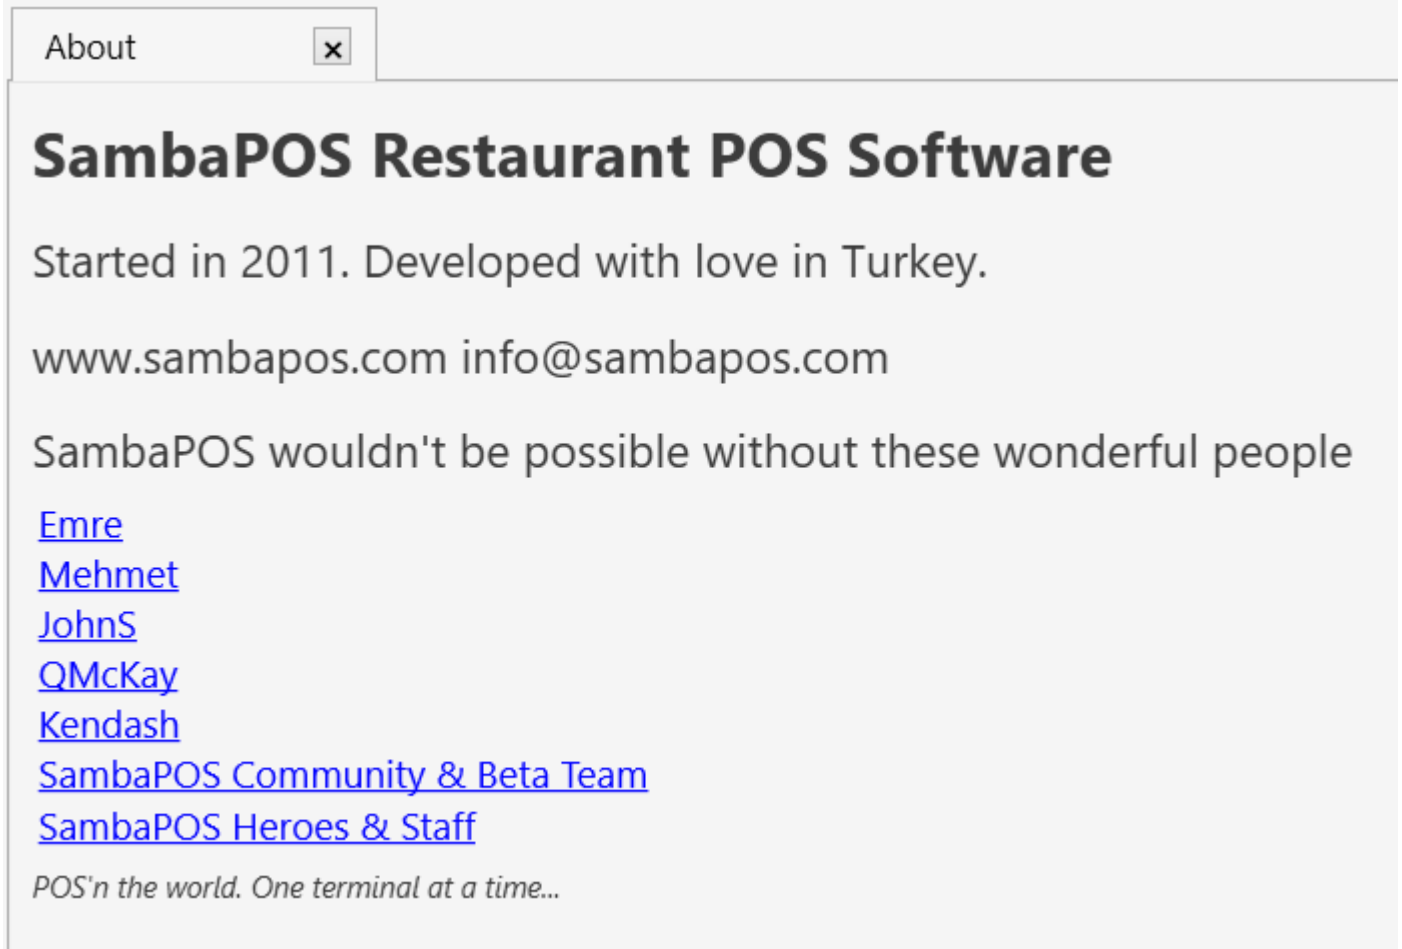 About
SambaPOS Restaurant POS Software
Started in 2011. Developed with love in Turkey.
www.sambapos.com info@sambapos.com
SambaPOS wouldn't be possible without these wonderful people
Emre
Mehmet
JohnS
QMcKay
Kendash
SambaPOS Community & Beta Team
SambaPOS Heroes & Staff
POS'n the world. One terminal at a time...